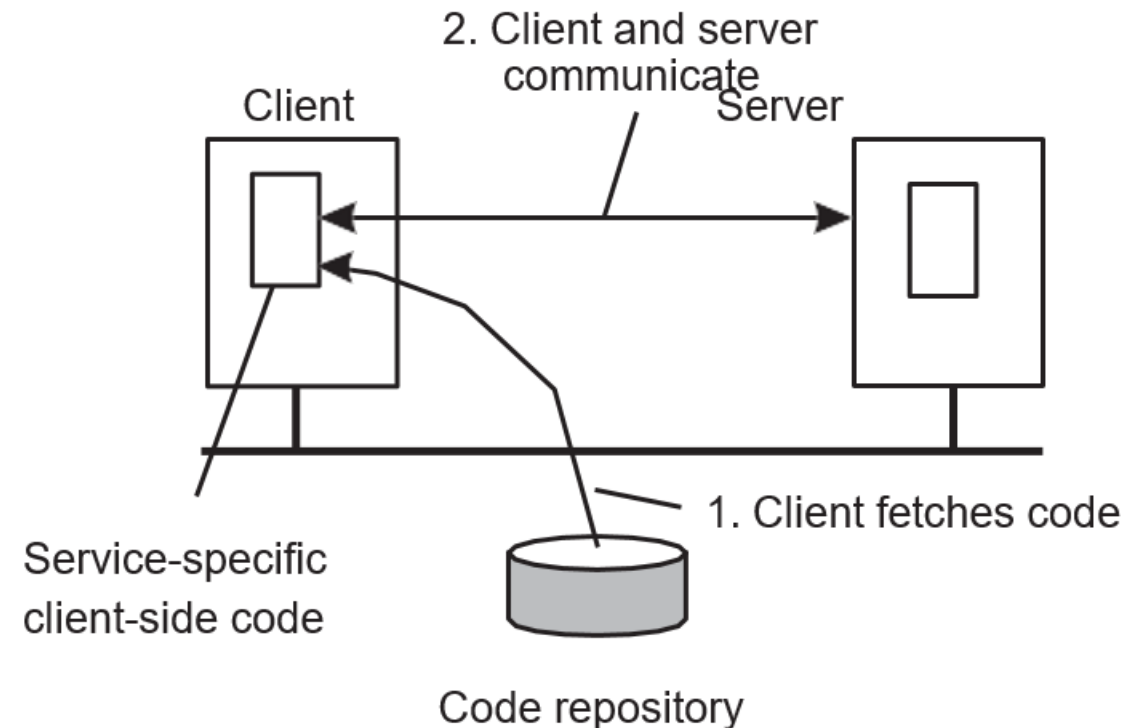 2. Client and server
communicate
Client
Server
1. Client fetches code
Service-specific
client-side code
Code repository